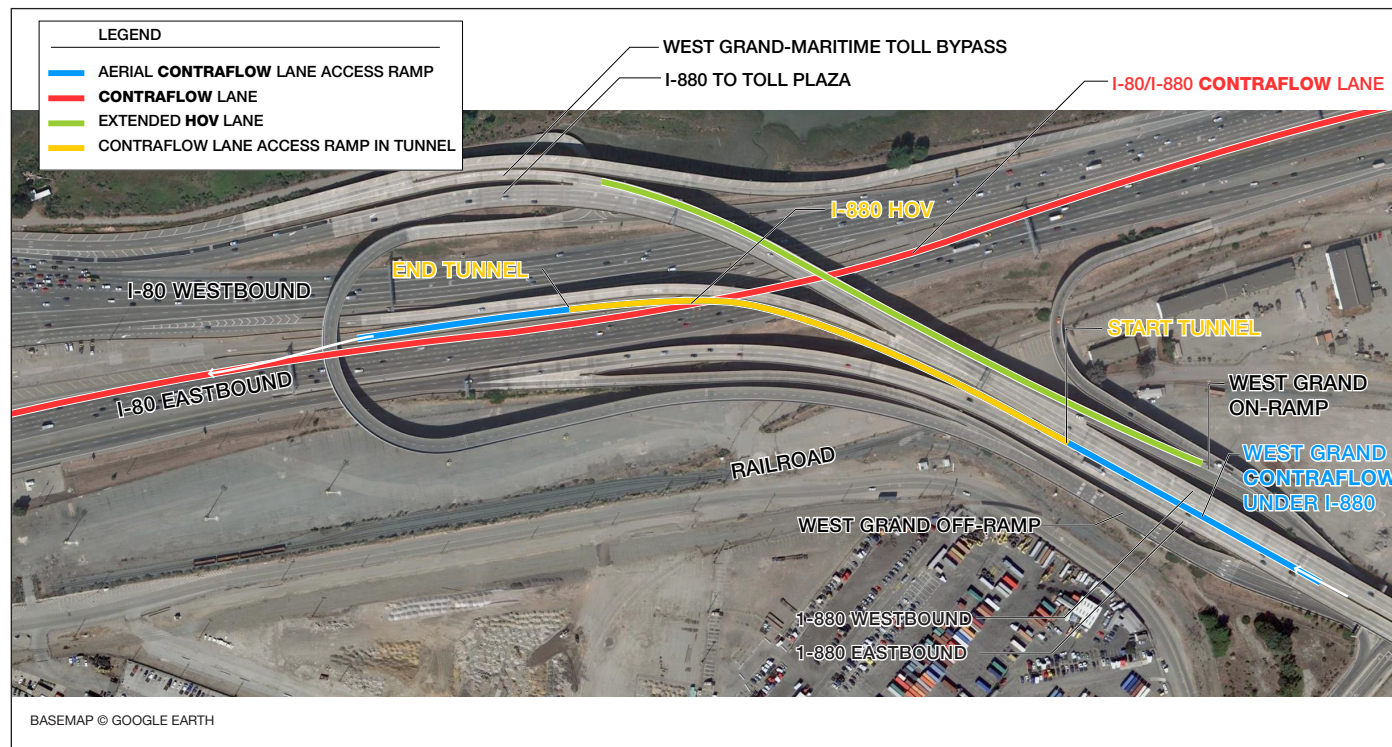 LEGEND
AERIAL CONTRAFLOW LANE ACCESS RAMP
CONTRAFLOW LANE
EXTENDED HOV LANE
CONTRAFLOW LANE ACCESS RAMP IN TUNNEL
WEST GRAND-MARITIME TOLL BYPASS
I-880 TO TOLL PLAZA
I-80/I-880 CONTRAFLOW LANE
I-880 HOV
END TUNNEL
I-80 WESTBOUND
START TUNNEL
I-80 EASTBOUND
WEST GRAND
ON-RAMP
RAILROAD
WEST GRAND
CONTRAFLOW
UNDER I-880
WEST GRAND OFF-RAMP
1-880 WESTBOUND
1-880 EASTBOUND
BASEMAP © GOOGLE EARTH